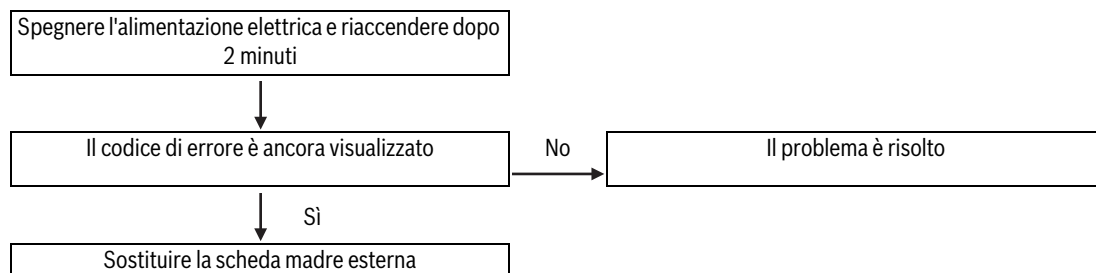 Spegnere l'alimentazione elettrica e riaccendere dopo
2 minuti
Il codice di errore è ancora visualizzato
No
Il problema è risolto
Sì
Sostituire la scheda madre esterna